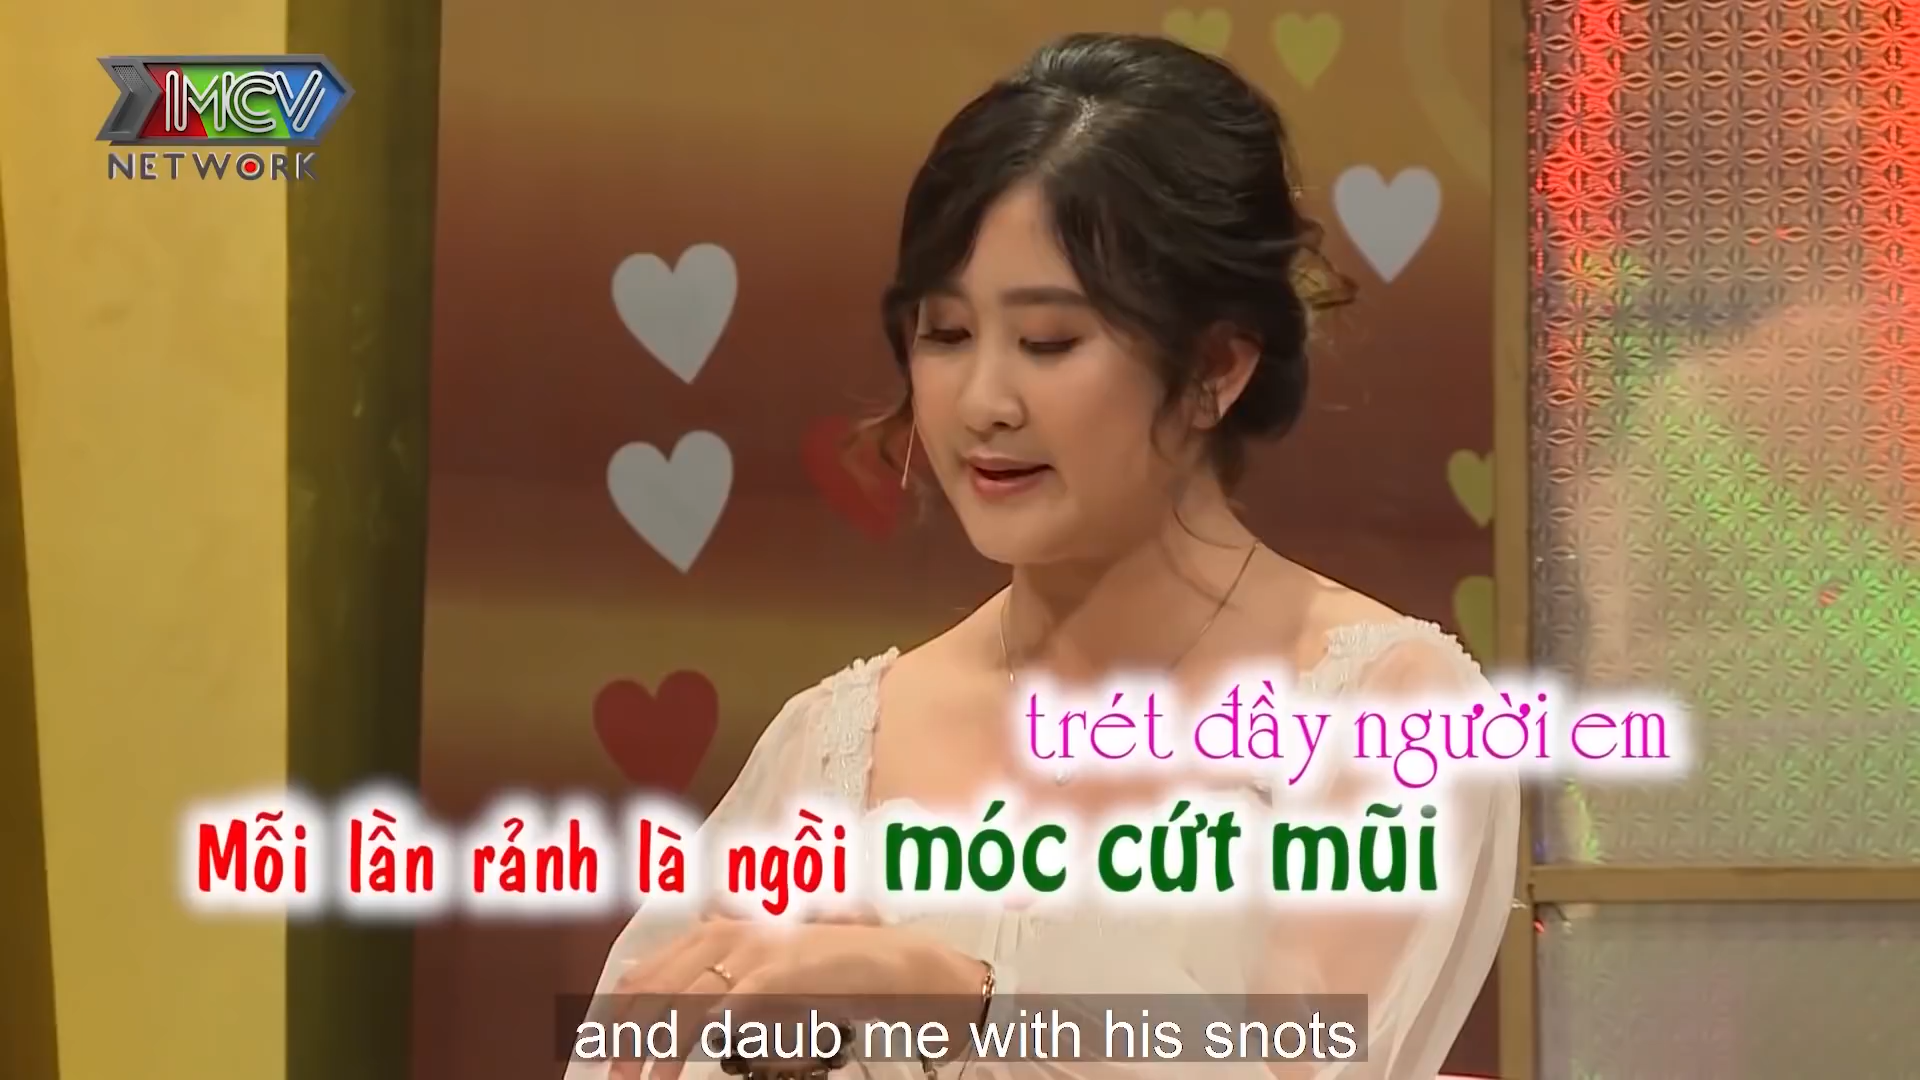 MCV
NETWORK
Mỗi lần rảnh là ngồi móc cứt mũi
trét đầy người em
and daub me with his snots